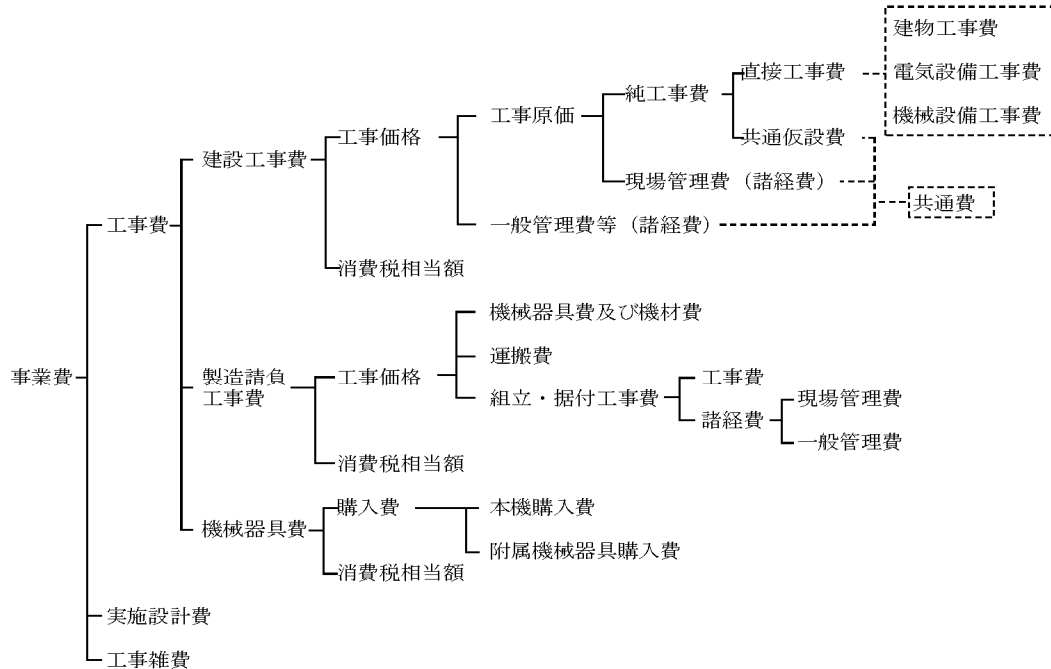 建物工事費
直接工事費
電気設備工事費
純工事費
工事原価
機械設備工事費
工事価格
共通仮設費
建設工事費
現場管理費（諸経費）
共通費
工事費
一般管理費等（諸経費）
消費税相当額
機械器具費及び機材費
運搬費
事業費
製造請負
工事費
工事価格
工事費
組立・据付工事費
現場管理費
諸経費
一般管理費
消費税相当額
購入費
本機購入費
機械器具費
附属機械器具購入費
消費税相当額
実施設計費
工事雑費